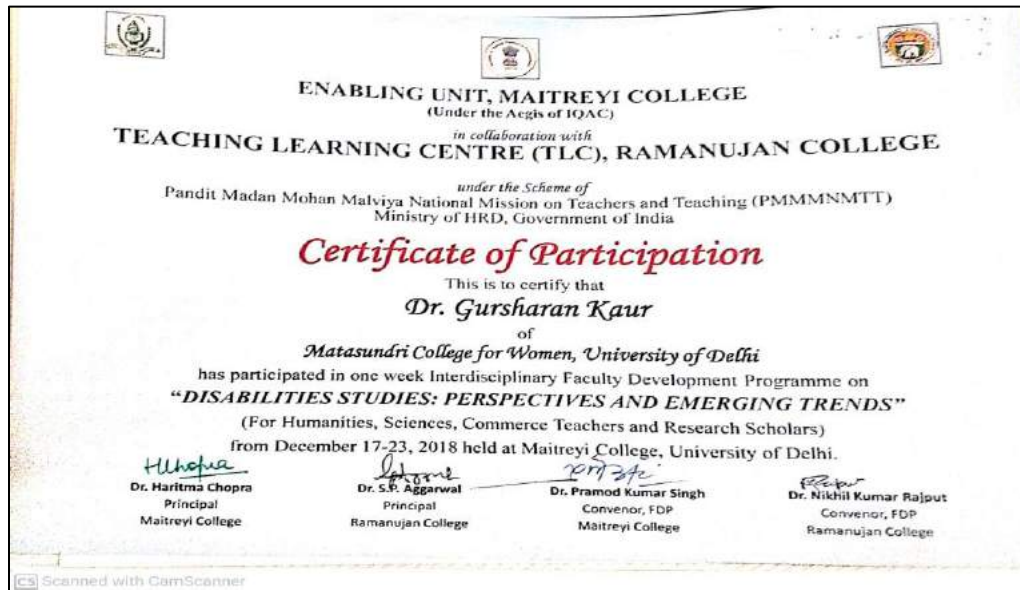 ENABLING UNIT, MAITREYI COLLEGE
(Under the Aegis of IQAC)
in collaboration with
TEACHING LEARNING CENTRE (TLC), RAMANUJAN COLLEGE
under the Scheme of
Pandit Madan Mohan Malviya National Mission on Teachers and Teaching (PMMMNMTT)
Ministry of HRD, Government of India
Certificate of Participation
This is to certify that
Dr. Gursharan Kaur
of
Matasundri College for Women, University of Delhi
has participated in one week Interdisciplinary Faculty Development Programme on
“DISABILITIES STUDIES: PERSPECTIVES AND EMERGING TRENDS”
(For Humanities, Sciences, Commerce Teachers and Research Scholars)
from December 17-23, 2018 held at Maitreyi College, University of Delhi.
Dr. Haritma Chopra
Principal
Maitreyi College
Dr. S.P. Aggarwal
Principal
Ramanujan College
Dr. Pramod Kumar Singh
Convenor, FDP
Maitreyi College
Dr. Nikhil Kumar Rajput
Convenor, FDP
Ramanujan College
CS Scanned with CamScanner